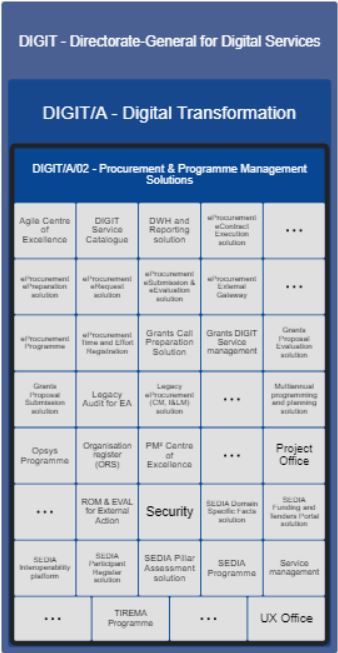 DIGIT - Directorate-General for Digital Services
DIGIT/A - Digital Transformation
DIGIT/A/02 - Procurement & Programme Management
Solutions
Agile Centre
of
Excellence
DIGIT
Service
Catalogue
DWH and
Reporting
solution
eProcurement
eContract
Execution
solution
...
eProcurement
ePreparation
solution
eProcurement
eRequest
solution
eProcurement
eSubmission &
eEvaluation
solution
eProcurement
External
Gateway
...
eProcurement
Programme
eProcurement
Time and Effort
Registration
Grants Call
Preparation
Solution
Grants DIGIT
Service
management
Grants
Proposal
Evaluation
solution
Grants
Proposal
Submission
solution
Legacy
Audit for EA
Legacy
eProcurement
(CM, I&LM)
solution
...
Multiannual
programming
and planning
solution
Opsys
Programme
Organisation
register
(ORS)
PM² Centre
of
Excellence
...
Project
Office
...
ROM & EVAL
for External
Action
Security
SEDIA Domain
Specific Facts
solution
SEDIA
Funding and
Tenders Portal
solution
SEDIA
Interoperability
platform
SEDIA
Participant
Register
solution
SEDIA Pillar
Assessment
solution
SEDIA
Programme
Service
management
...
TIREMA
Programme
...
UX Office